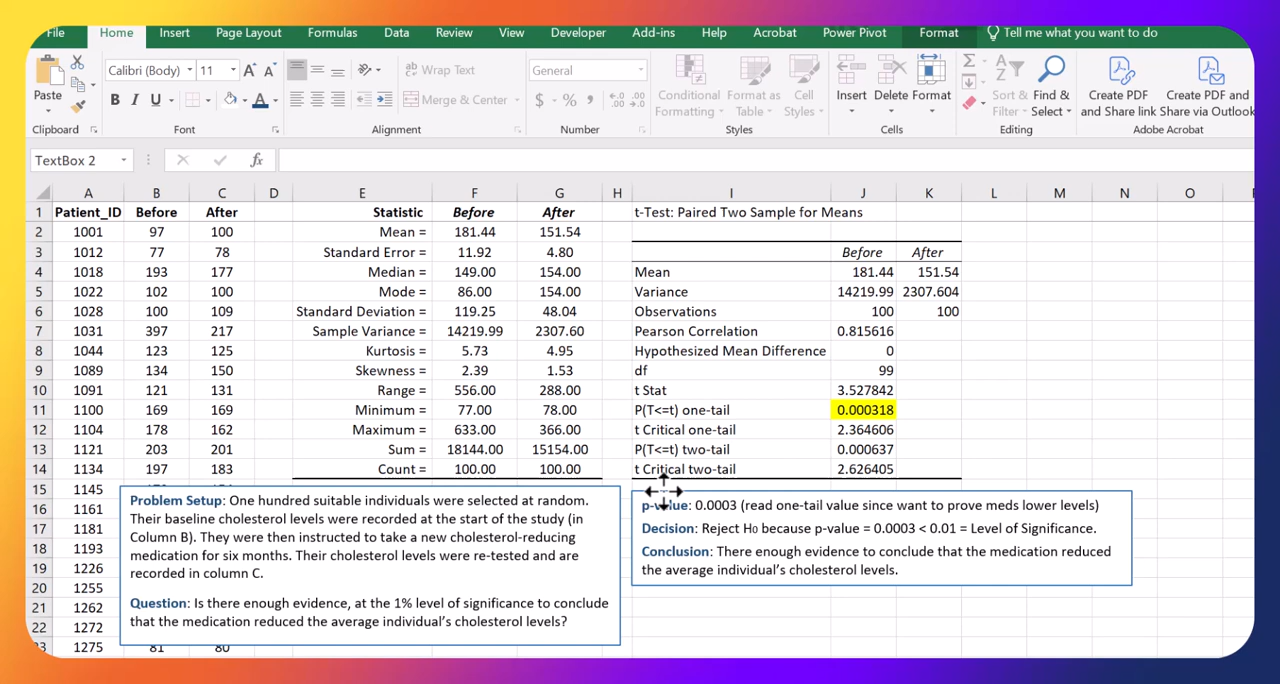 File Home Insert Page Layout Formulas Data Review View Developer Add-ins Help Acrobat Power Pivot Format Tell me what you want to do
Calibri (Body) 11 A A Wrap Text General
Paste B I U A Merge & Center $ % , Conditional Formatting Format as Table Cell Styles Insert Delete Format Sort & Filter Find & Select Create PDF and Share link Create PDF and Share via Outlook
Clipboard Font Alignment Number Styles Cells Editing Adobe Acrobat
TextBox 2 fx
A B C D E F G H I J K L M N O
1 Patient_ID Before After Statistic Before After t-Test: Paired Two Sample for Means
2 1001 97 100 Mean = 181.44 151.54
3 1012 77 78 Standard Error = 11.92 4.80 Before After
4 1018 193 177 Median = 149.00 154.00 Mean 181.44 151.54
5 1022 102 100 Mode = 86.00 154.00 Variance 14219.99 2307.604
6 1028 100 109 Standard Deviation = 119.25 48.04 Observations 100 100
7 1031 397 217 Sample Variance = 14219.99 2307.60 Pearson Correlation 0.815616
8 1044 123 125 Kurtosis = 5.73 4.95 Hypothesized Mean Difference 0
9 1089 134 150 Skewness = 2.39 1.53 df 99
10 1091 121 131 Range = 556.00 288.00 t Stat 3.527842
11 1100 169 169 Minimum = 77.00 78.00 P(T<=t) one-tail 0.000318
12 1104 178 162 Maximum = 633.00 366.00 t Critical one-tail 2.364606
13 1121 203 201 Sum = 18144.00 15154.00 P(T<=t) two-tail 0.000637
14 1134 197 183 Count = 100.00 100.00 t Critical two-tail 2.626405
15 1145
16 1161
17 1181
18 1193
19 1226
20 1255
21 1262
22 1272
23 1275 81 80
Problem Setup: One hundred suitable individuals were selected at random.
Their baseline cholesterol levels were recorded at the start of the study (in
Column B). They were then instructed to take a new cholesterol-reducing
medication for six months. Their cholesterol levels were re-tested and are
recorded in column C.
Question: Is there enough evidence, at the 1% level of significance to conclude
that the medication reduced the average individual's cholesterol levels?
p-value: 0.0003 (read one-tail value since want to prove meds lower levels)
Decision: Reject H₀ because p-value = 0.0003 < 0.01 = Level of Significance.
Conclusion: There enough evidence to conclude that the medication reduced
the average individual's cholesterol levels.